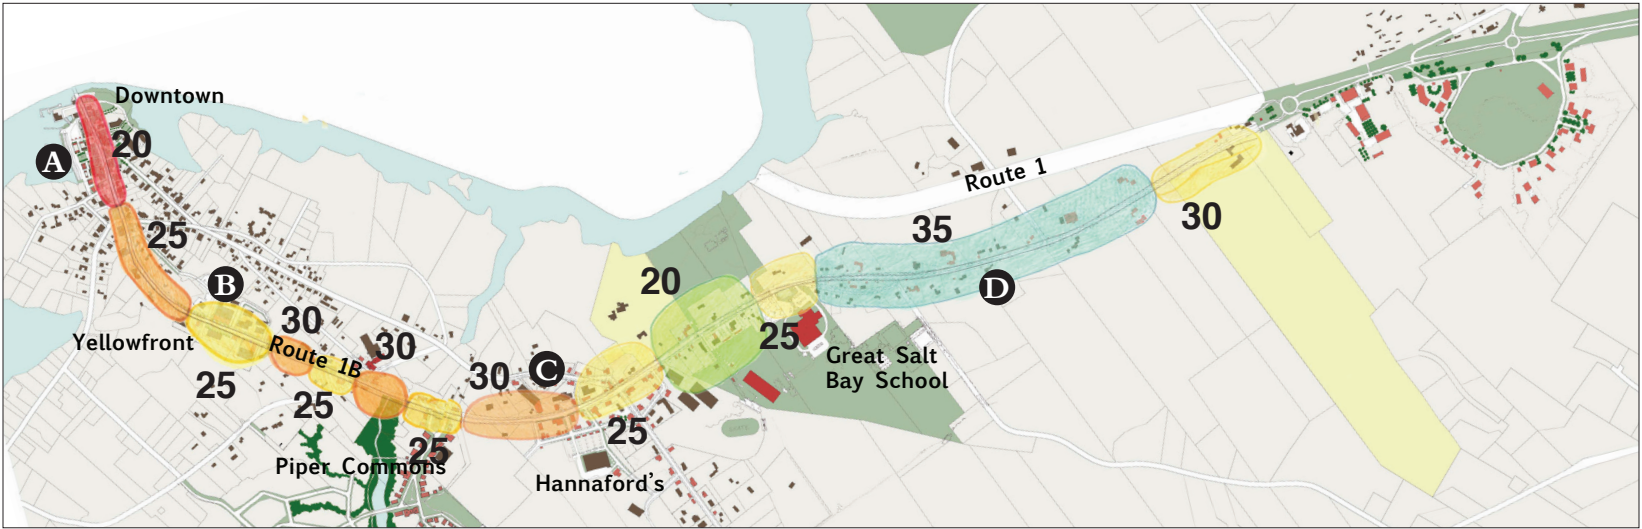 Downtown
20
A
25
B
Yellowfront
30
Route 1B
30
25
25
25
Piper Commons
30
C
25
Hannaford's
20
25
Great Salt
Bay School
35
Route 1
D
30